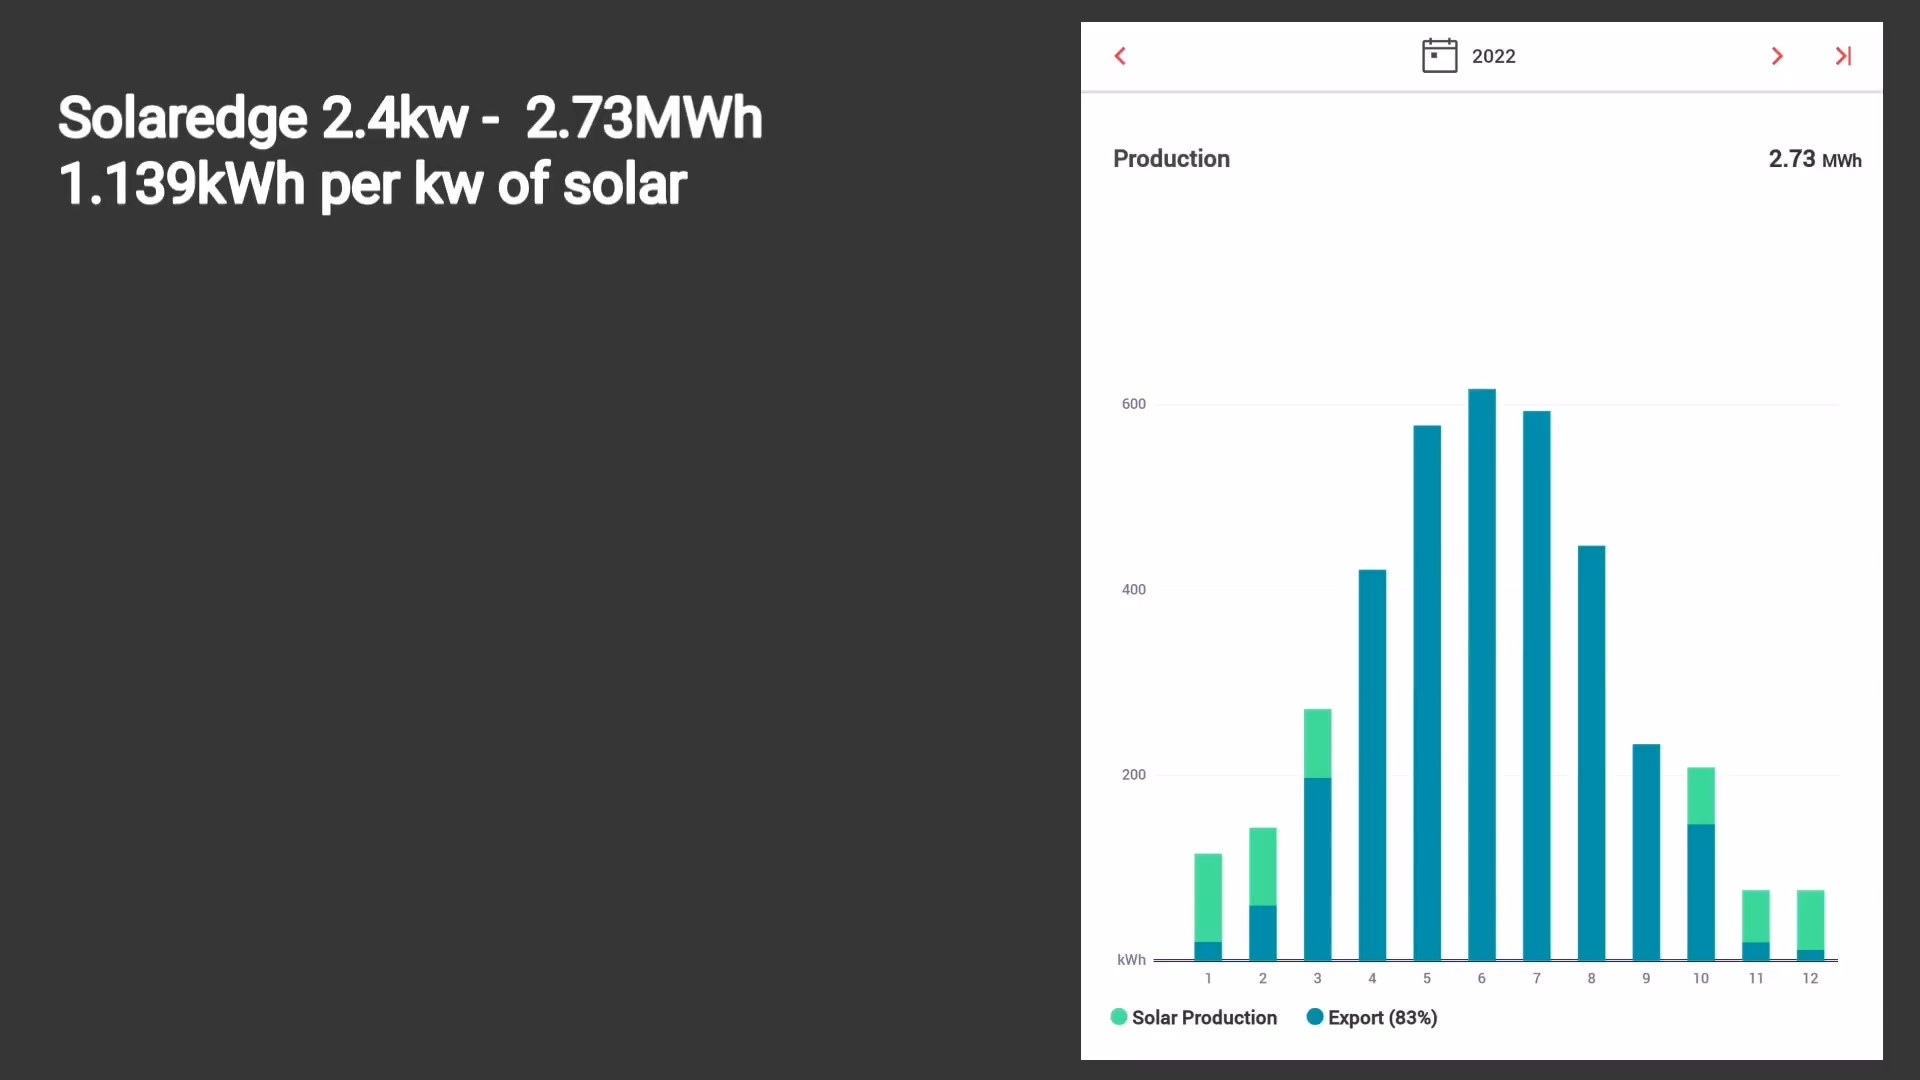 Solaredge 2.4kw - 2.73MWh
1.139kWh per kw of solar
2022
Production
2.73 MWh
600
400
200
kWh
1 2 3 4 5 6 7 8 9 10 11 12
Solar Production Export (83%)